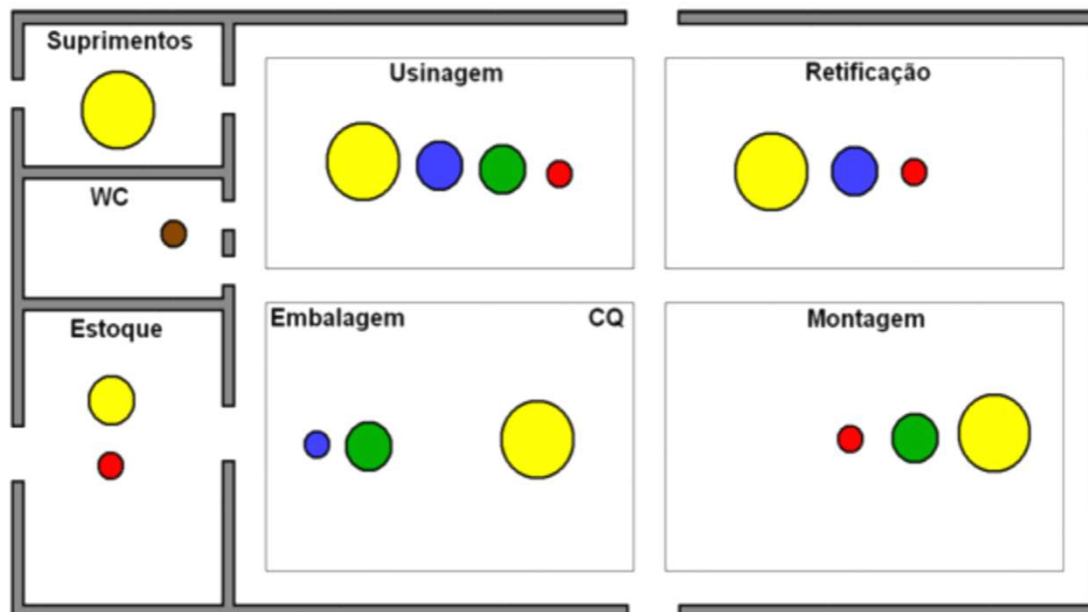 Suprimentos
Usinagem
Retificação
WC
Estoque
Embalagem
CQ
Montagem